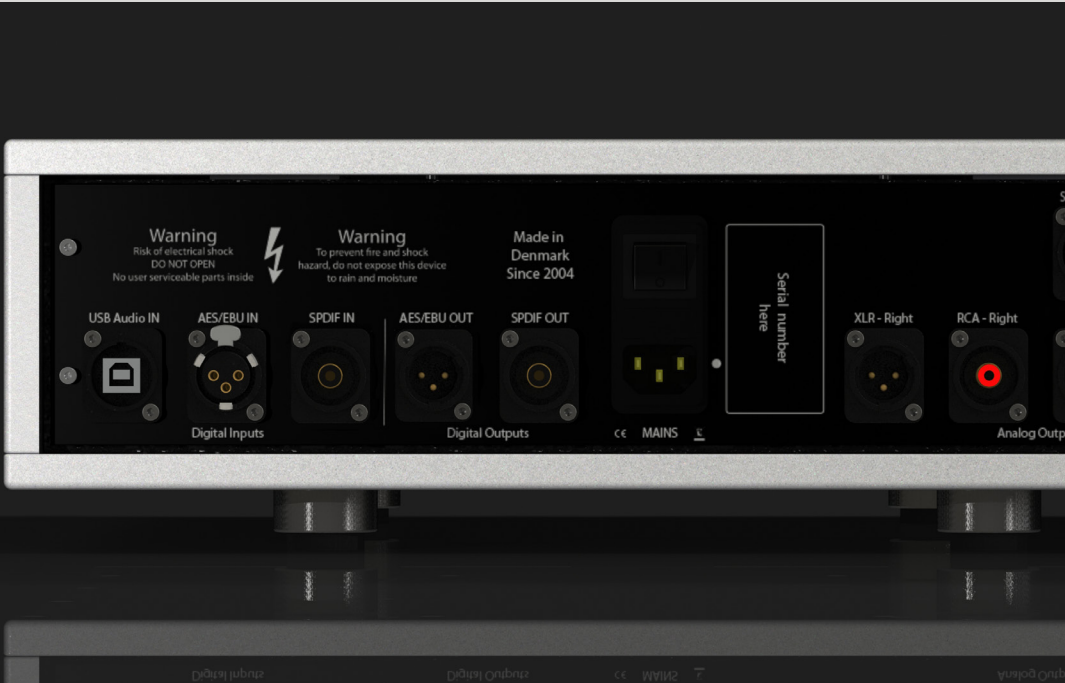 Warning
Risk of electrical shock
DO NOT OPEN
No user serviceable parts inside
Warning
To prevent fire and shock
hazard, do not expose this device
to rain and moisture
Made in
Denmark
Since 2004
Serial number
here
USB Audio IN
AES/EBU IN
SPDIF IN
AES/EBU OUT
SPDIF OUT
XLR - Right
RCA - Right
Digital Inputs
Digital Outputs
CE MAINS
Analog Outp